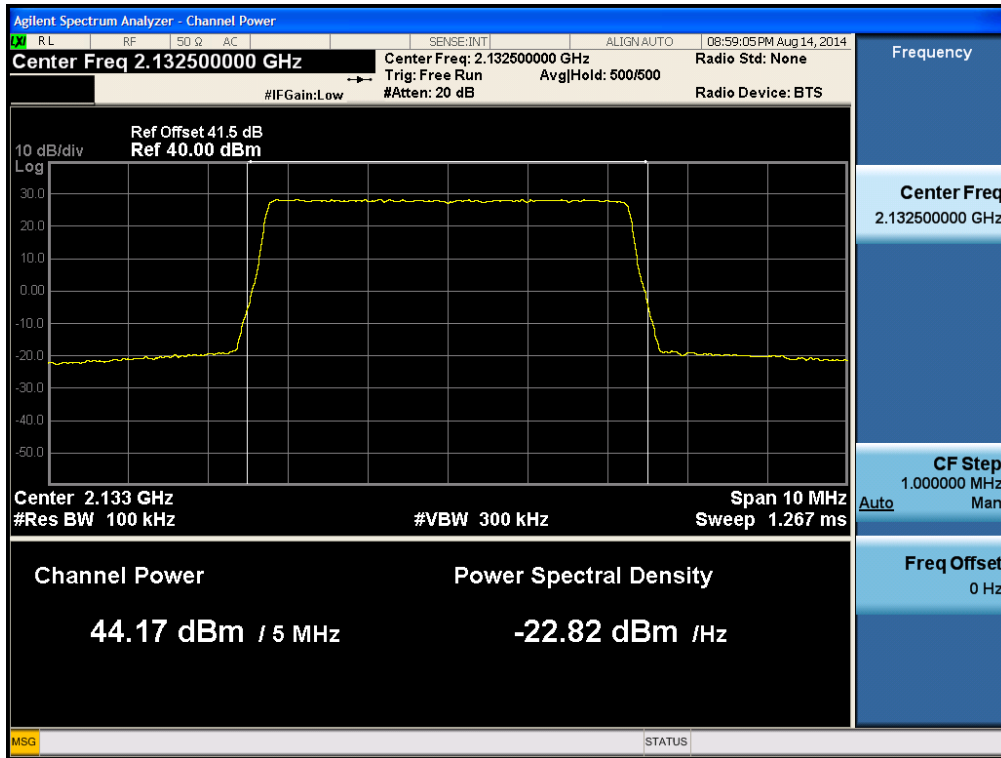 Agilent Spectrum Analyzer - Channel Power
LXI RL RF 50 Ω AC SENSE:INT ALIGN AUTO 08:59:05 PM Aug 14, 2014
Center Freq 2.132500000 GHz
Center Freq: 2.132500000 GHz
Radio Std: None
Trig: Free Run Avg|Hold: 500/500
#IFGain:Low
#Atten: 20 dB
Radio Device: BTS
Ref Offset 41.5 dB
10 dB/div Ref 40.00 dBm
Log
30.0
20.0
10.0
0.00
-10.0
-20.0
-30.0
-40.0
-50.0
Center 2.133 GHz
Span 10 MHz
#Res BW 100 kHz
#VBW 300 kHz
Sweep 1.267 ms
Channel Power
Power Spectral Density
44.17 dBm / 5 MHz
-22.82 dBm /Hz
MSG
STATUS
Frequency
Center Freq
2.132500000 GHz
CF Step
1.000000 MHz
Auto Man
Freq Offset
0 Hz